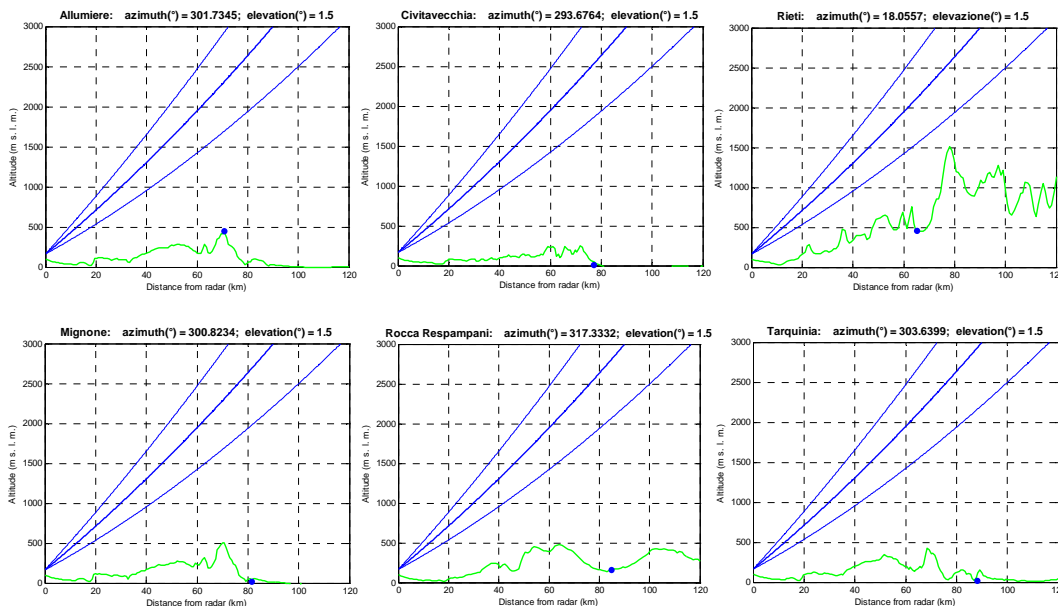 Allumiere: azimuth(°) = 301.7345; elevation(°) = 1.5
Civitavecchia: azimuth(°) = 293.6764; elevation(°) = 1.5
Rieti: azimuth(°) = 18.0557; elevazione(°) = 1.5
3000
2500
2000
1500
1000
500
0
Altitude (m s. l. m.)
0 20 40 60 80 100 120
Distance from radar (km)
3000
2500
2000
1500
1000
500
0
Altitude (m s. l. m.)
0 20 40 60 80 100 120
Distance from radar (km)
3000
2500
2000
1500
1000
500
0
Altitude (m s. l. m.)
0 20 40 60 80 100 120
Distance from radar (km)
Mignone: azimuth(°) = 300.8234; elevation(°) = 1.5
Rocca Respampani: azimuth(°) = 317.3332; elevation(°) = 1.5
Tarquinia: azimuth(°) = 303.6399; elevation(°) = 1.5
3000
2500
2000
1500
1000
500
0
Altitude (m s. l. m.)
0 20 40 60 80 100 120
Distance from radar (km)
3000
2500
2000
1500
1000
500
0
Altitude (m s. l. m.)
0 20 40 60 80 100 120
Distance from radar (km)
3000
2500
2000
1500
1000
500
0
Altitude (m s. l. m.)
0 20 40 60 80 100 120
Distance from radar (km)